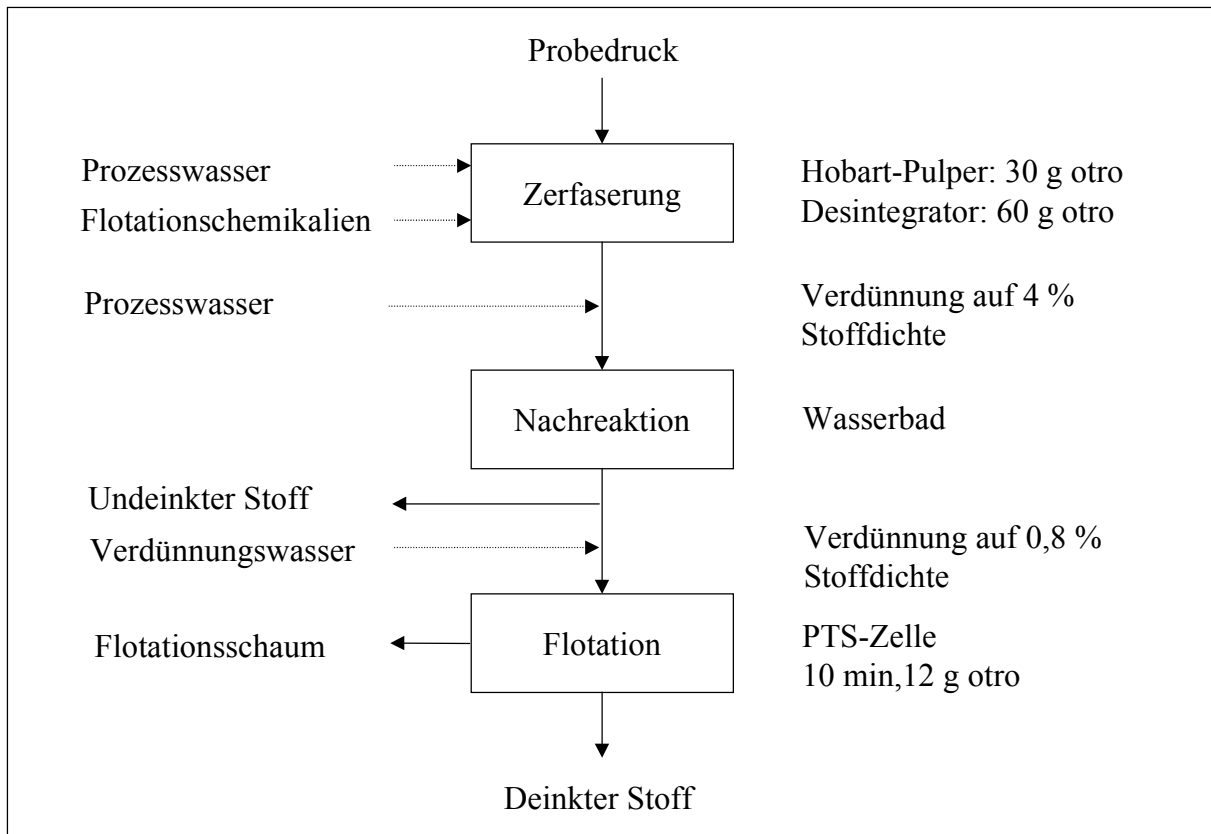 Probedruck
Prozesswasser
Flotationschemikalien
Zerfaserung
Hobart-Pulper: 30 g otro
Desintegrator: 60 g otro
Prozesswasser
Verdünnung auf 4 %
Stoffdichte
Nachreaktion
Wasserbad
Undeinkter Stoff
Verdünnungswasser
Verdünnung auf 0,8 %
Stoffdichte
Flotationsschaum
Flotation
PTS-Zelle
10 min,12 g otro
Deinkter Stoff